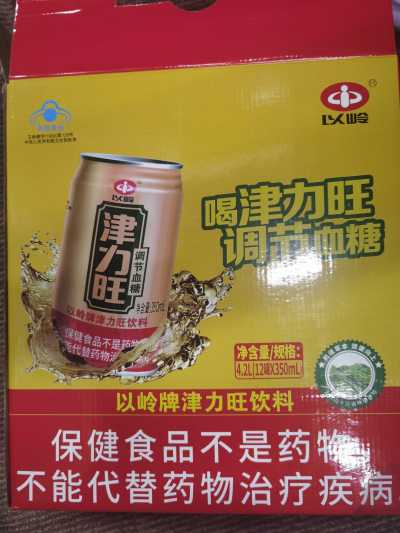 以岭
喝津力旺
调节血糖
以岭
津力旺
调节血糖
净含量:350mL
以岭牌津力旺饮料
保健食品不是药物
不能代替药物治疗疾病
净含量/规格:
4.2L(12罐X350mL)
以岭牌津力旺饮料
保健食品不是药物
不能代替药物治疗疾病